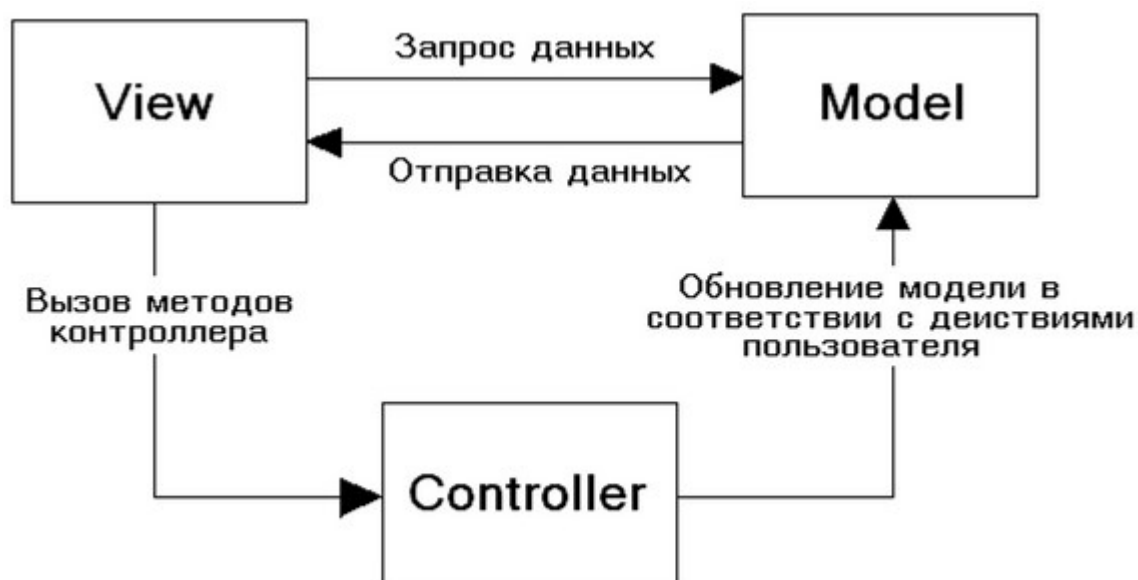 Запрос данных
View
Model
Отправка данных
Вызов методов
контроллера
Обновление модели в
соответствии с деиствиями
пользователя
Controller